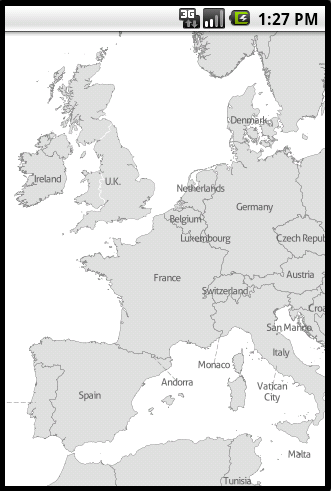 3G 1:27 PM
Denmark
Ireland
U.K.
Netherlands
Germany
Belgium
Luxembourg
Czech Repu
Austria
France
Switzerland
Croa
San Marino
Italy
Monaco
Andorra
Vatican
City
Spain
Malta
Tunisia